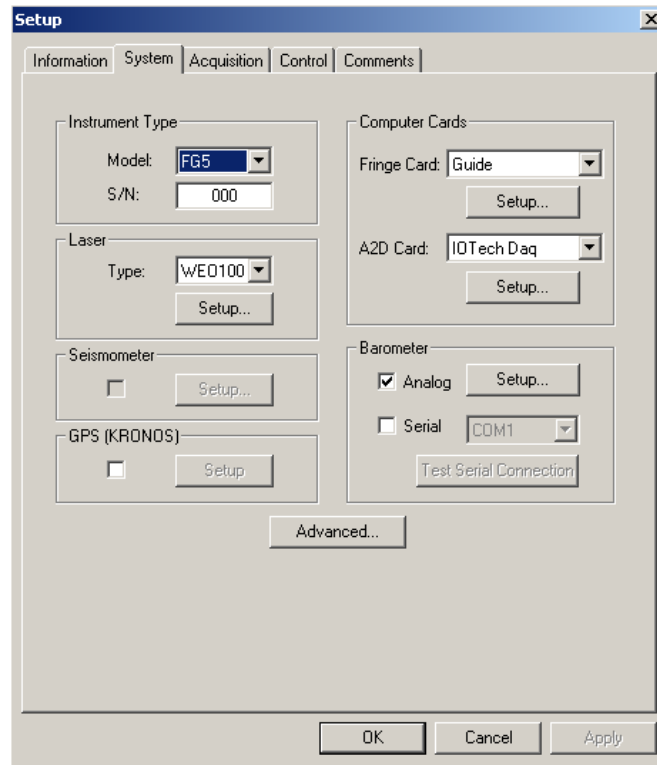 Setup
Information System Acquisition Control Comments
Instrument Type
Model: FG5
S/N: 000
Laser
Type: WEO100
Setup...
Seismometer
Setup...
GPS (KRONOS)
Setup
Computer Cards
Fringe Card: Guide
Setup...
A2D Card: IOTech Daq
Setup...
Barometer
Analog Setup...
Serial COM1
Test Serial Connection
Advanced...
OK Cancel Apply